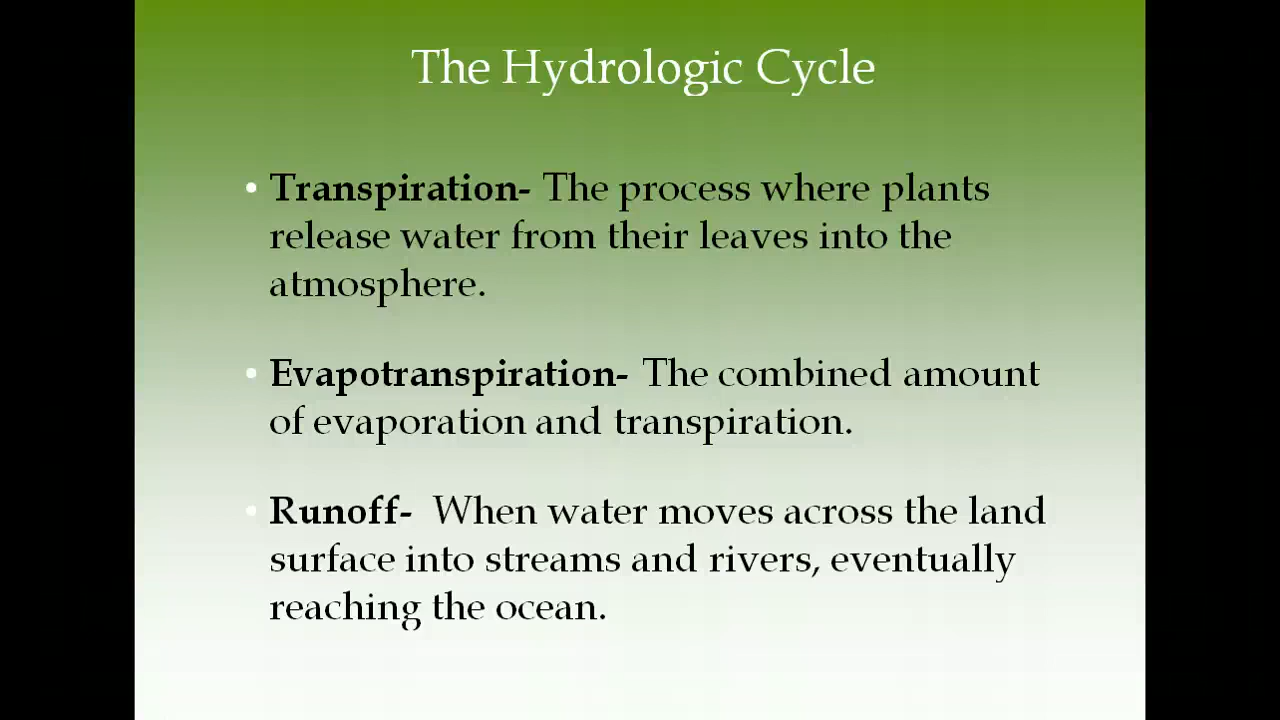 The Hydrologic Cycle
• Transpiration- The process where plants
release water from their leaves into the
atmosphere.
• Evapotranspiration- The combined amount
of evaporation and transpiration.
• Runoff- When water moves across the land
surface into streams and rivers, eventually
reaching the ocean.